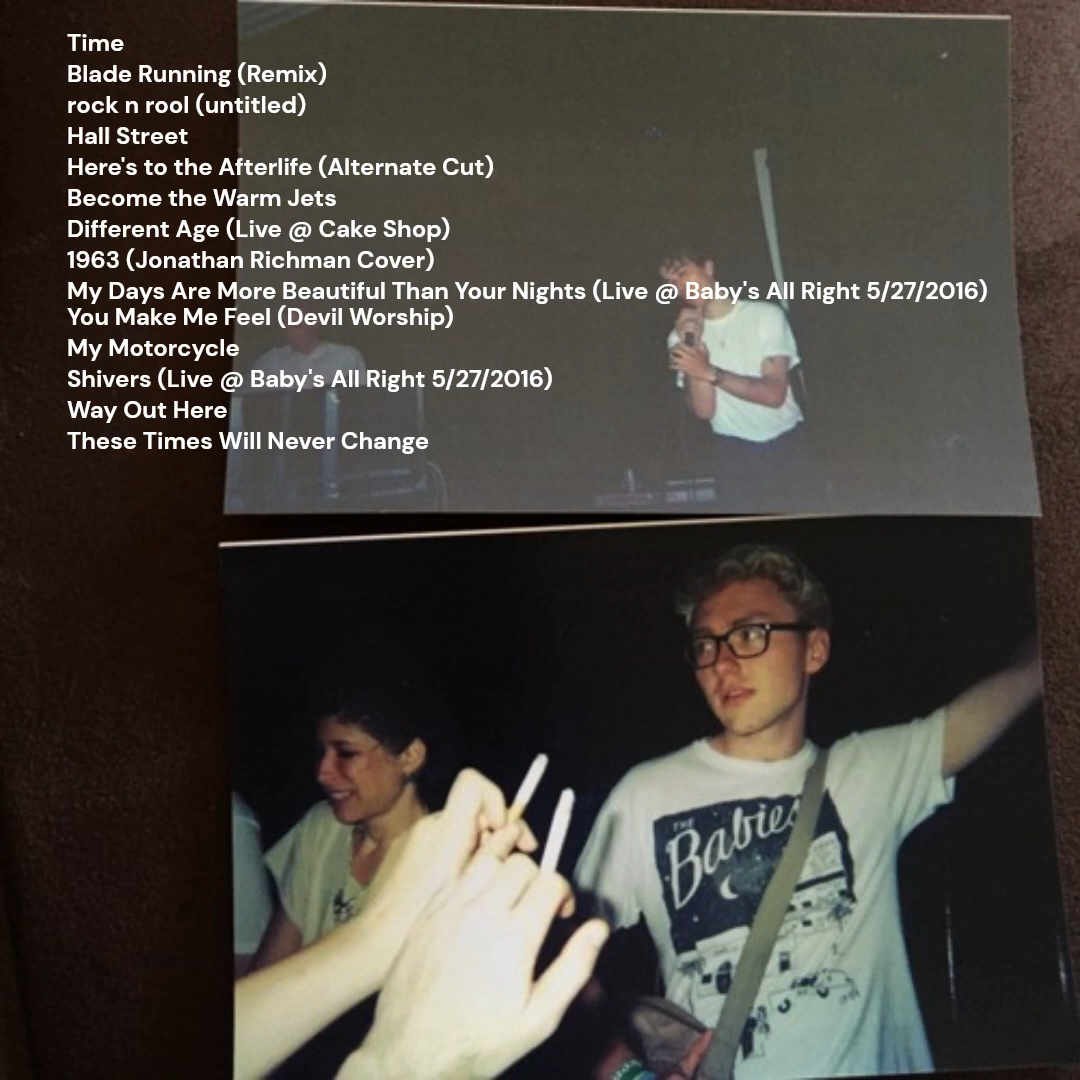 Time
Blade Running (Remix)
rock n rool (untitled)
Hall Street
Here's to the Afterlife (Alternate Cut)
Become the Warm Jets
Different Age (Live @ Cake Shop)
1963 (Jonathan Richman Cover)
My Days Are More Beautiful Than Your Nights (Live @ Baby's All Right 5/27/2016)
You Make Me Feel (Devil Worship)
My Motorcycle
Shivers (Live @ Baby's All Right 5/27/2016)
Way Out Here
These Times Will Never Change
THE
Babies